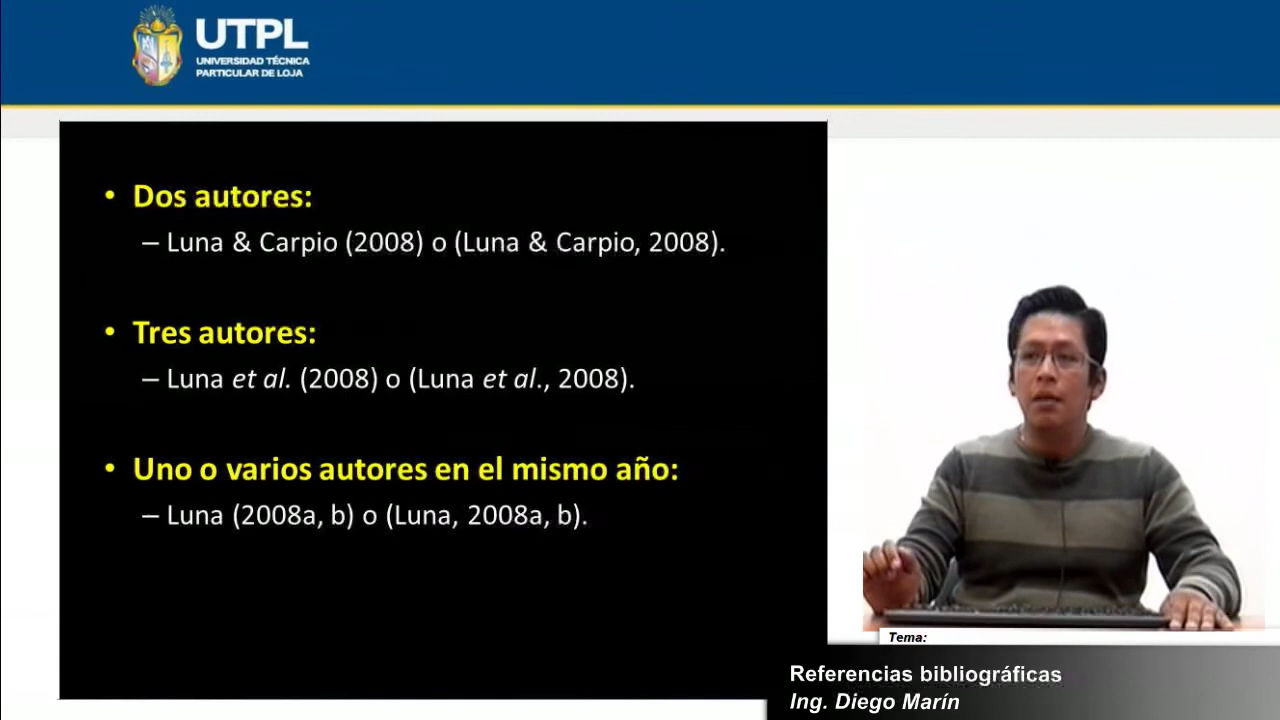 UTPL
UNIVERSIDAD TÉCNICA
PARTICULAR DE LOJA
• Dos autores:
– Luna & Carpio (2008) o (Luna & Carpio, 2008).
• Tres autores:
– Luna et al. (2008) o (Luna et al., 2008).
• Uno o varios autores en el mismo año:
– Luna (2008a, b) o (Luna, 2008a, b).
Tema:
Referencias bibliográficas
Ing. Diego Marín